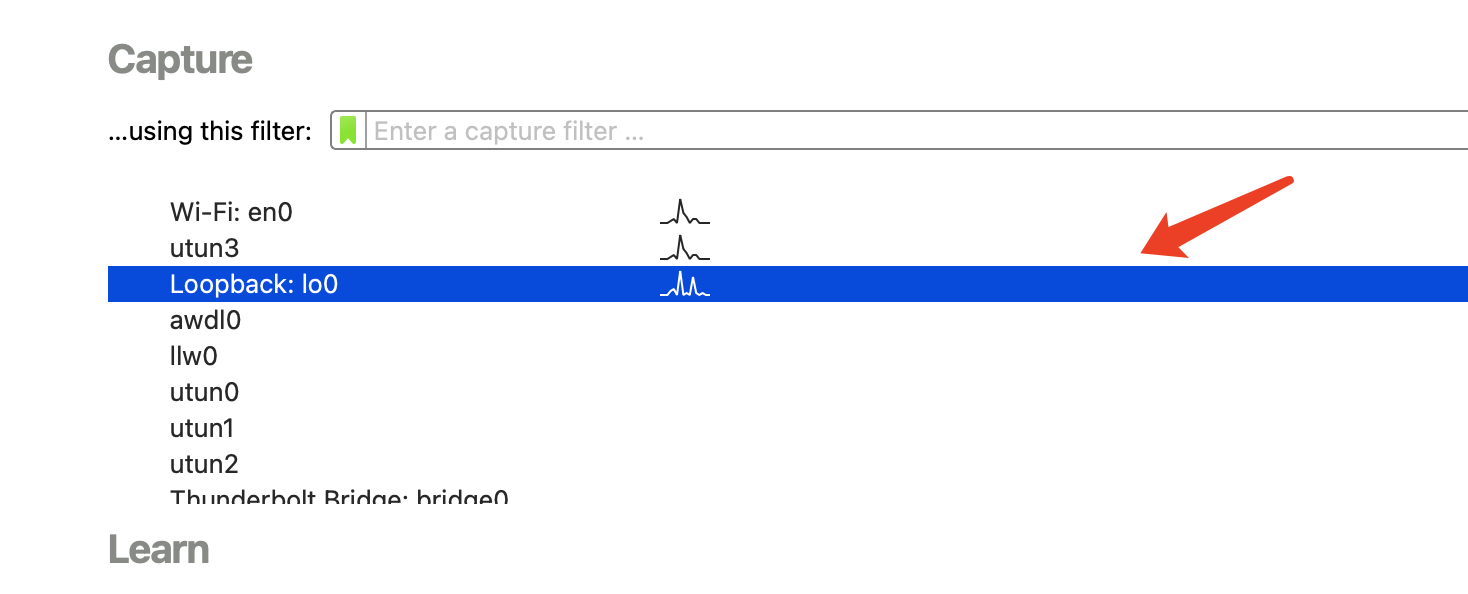 Capture
...using this filter:
Enter a capture filter ...
Wi-Fi: en0
utun3
Loopback: lo0
awdl0
llw0
utun0
utun1
utun2
Thunderbolt Bridge: bridge0
Learn